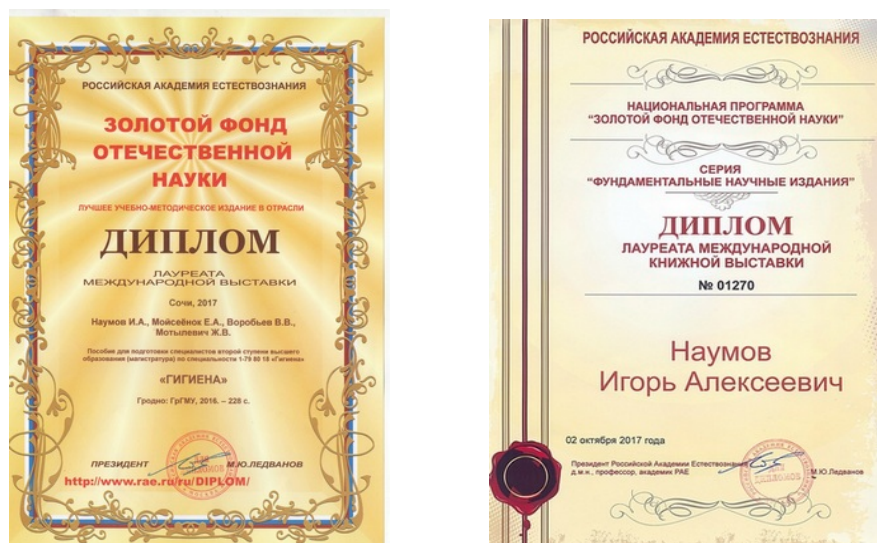 РОССИЙСКАЯ АКАДЕМИЯ ЕСТЕСТВОЗНАНИЯ
ЗОЛОТОЙ ФОНД
ОТЕЧЕСТВЕННОЙ
НАУКИ
ЛУЧШЕЕ УЧЕБНО-МЕТОДИЧЕСКОЕ ИЗДАНИЕ В ОТРАСЛИ
ДИПЛОМ
ЛАУРЕАТА
МЕЖДУНАРОДНОЙ ВЫСТАВКИ
Сочи, 2017
Наумов И.А., Мойсеёнок Е.А., Воробьев В.В.,
Мотылевич Ж.В.
Пособие для подготовки специалистов второй ступени высшего
образования (магистратура) по специальности 1-79 80 18 «Гигиена»
«ГИГИЕНА»
Гродно: ГрГМУ, 2016. – 228 с.
ПРЕЗИДЕНТ М.Ю.ЛЕДВАНОВ
http://www.rae.ru/ru/DIPLOM/
РОССИЙСКАЯ АКАДЕМИЯ ЕСТЕСТВОЗНАНИЯ
НАЦИОНАЛЬНАЯ ПРОГРАММА
"ЗОЛОТОЙ ФОНД ОТЕЧЕСТВЕННОЙ НАУКИ"
СЕРИЯ
"ФУНДАМЕНТАЛЬНЫЕ НАУЧНЫЕ ИЗДАНИЯ"
ДИПЛОМ
ЛАУРЕАТА МЕЖДУНАРОДНОЙ
КНИЖНОЙ ВЫСТАВКИ
№ 01270
Наумов
Игорь Алексеевич
02 октября 2017 года
Президент Российской Академии Естествознания
д.м.н., профессор, академик РАЕ М.Ю.Ледванов
ДЛЯ
ДИПЛОМОВ